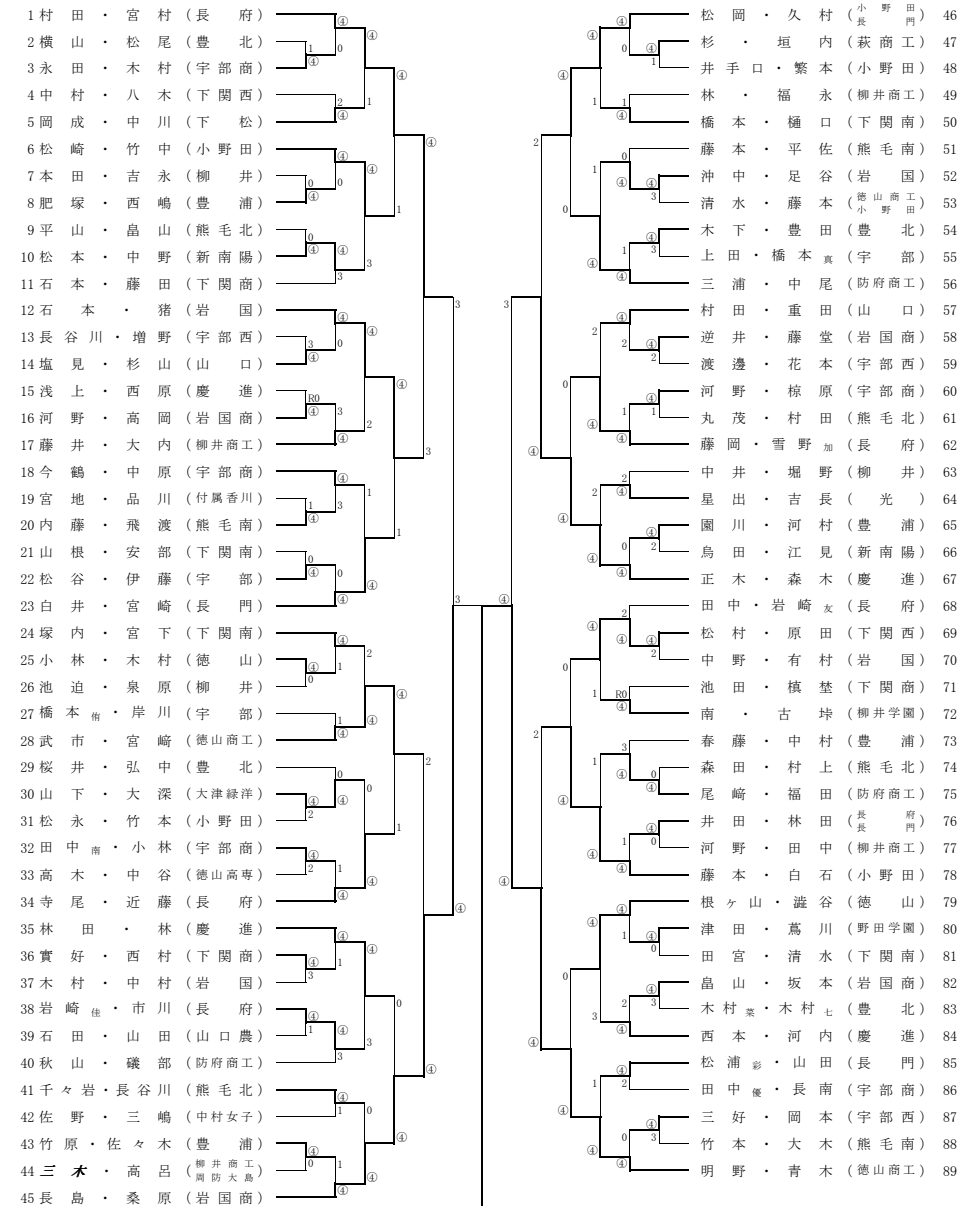 1 村田・宮村 (長府)
2 横山・松尾 (豊北)
3 永田・木村 (宇部商)
4 中村・八木 (下関西)
5 岡成・中川 (下松)
6 松崎・竹中 (小野田)
7 本田・吉永 (柳井)
8 肥塚・西嶋 (豊浦)
9 平山・畠山 (熊毛北)
10 松本・中野 (新南陽)
11 石本・藤田 (下関商)
12 石本・猪 (岩国)
13 長谷川・増野 (宇部西)
14 塩見・杉山 (山口)
15 浅上・西原 (慶進)
16 河野・高岡 (岩国商)
17 藤井・大内 (柳井商工)
18 今鶴・中原 (宇部商)
19 宮地・品川 (付属香川)
20 内藤・飛渡 (熊毛南)
21 山根・安部 (下関南)
22 松谷・伊藤 (宇部)
23 白井・宮崎 (長門)
24 塚内・宮下 (下関南)
25 小林・木村 (徳山)
26 池迫・泉原 (柳井)
27 橋本侑・岸川 (宇部)
28 武市・宮﨑 (徳山商工)
29 桜井・弘中 (豊北)
30 山下・大深 (大津緑洋)
31 松永・竹本 (小野田)
32 田中南・小林 (宇部商)
33 高木・中谷 (徳山高専)
34 寺尾・近藤 (長府)
35 林田・林 (慶進)
36 實好・西村 (下関商)
37 木村・中村 (岩国)
38 岩崎佳・市川 (長府)
39 石田・山田 (山口農)
40 秋山・礒部 (防府商工)
41 千々岩・長谷川 (熊毛北)
42 佐野・三嶋 (中村女子)
43 竹原・佐々木 (豊浦)
44 三木・高呂 (柳井商工 周防大島)
45 長島・桑原 (岩国商)
松岡・久村 (小野田 長門) 46
杉・垣内 (萩商工) 47
井手口・繁本 (小野田) 48
林・福永 (柳井商工) 49
橋本・樋口 (下関南) 50
藤本・平佐 (熊毛南) 51
沖中・足谷 (岩国) 52
清水・藤本 (徳山商工 小野田) 53
木下・豊田 (豊北) 54
上田・橋本真 (宇部) 55
三浦・中尾 (防府商工) 56
村田・重田 (山口) 57
逆井・藤堂 (岩国商) 58
渡邊・花本 (宇部西) 59
河野・椋原 (宇部商) 60
丸茂・村田 (熊毛北) 61
藤岡・雪野加 (長府) 62
中井・堀野 (柳井) 63
星出・吉長 (光) 64
園川・河村 (豊浦) 65
烏田・江見 (新南陽) 66
正木・森木 (慶進) 67
田中・岩崎友 (長府) 68
松村・原田 (下関西) 69
中野・有村 (岩国) 70
池田・槙埜 (下関商) 71
南・古垰 (柳井学園) 72
春藤・中村 (豊浦) 73
森田・村上 (熊毛北) 74
尾﨑・福田 (防府商工) 75
井田・林田 (長府 長門) 76
河野・田中 (柳井商工) 77
藤本・白石 (小野田) 78
根ヶ山・澁谷 (徳山) 79
津田・蔦川 (野田学園) 80
田宮・清水 (下関南) 81
畠山・坂本 (岩国商) 82
木村菜・木村七 (豊北) 83
西本・河内 (慶進) 84
松浦彩・山田 (長門) 85
田中優・長南 (宇部商) 86
三好・岡本 (宇部西) 87
竹本・大木 (熊毛南) 88
明野・青木 (徳山商工) 89